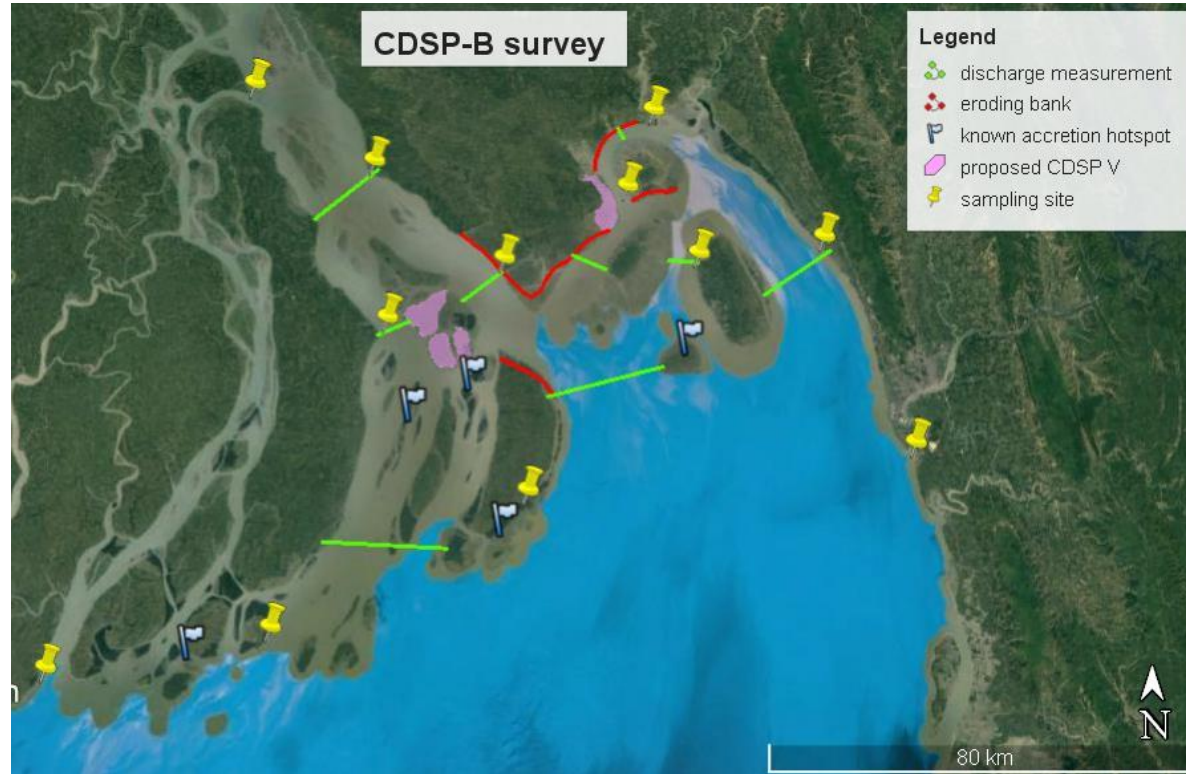 CDSP-B survey
Legend
discharge measurement
eroding bank
known accretion hotspot
proposed CDSP V
sampling site
n
N
80 km